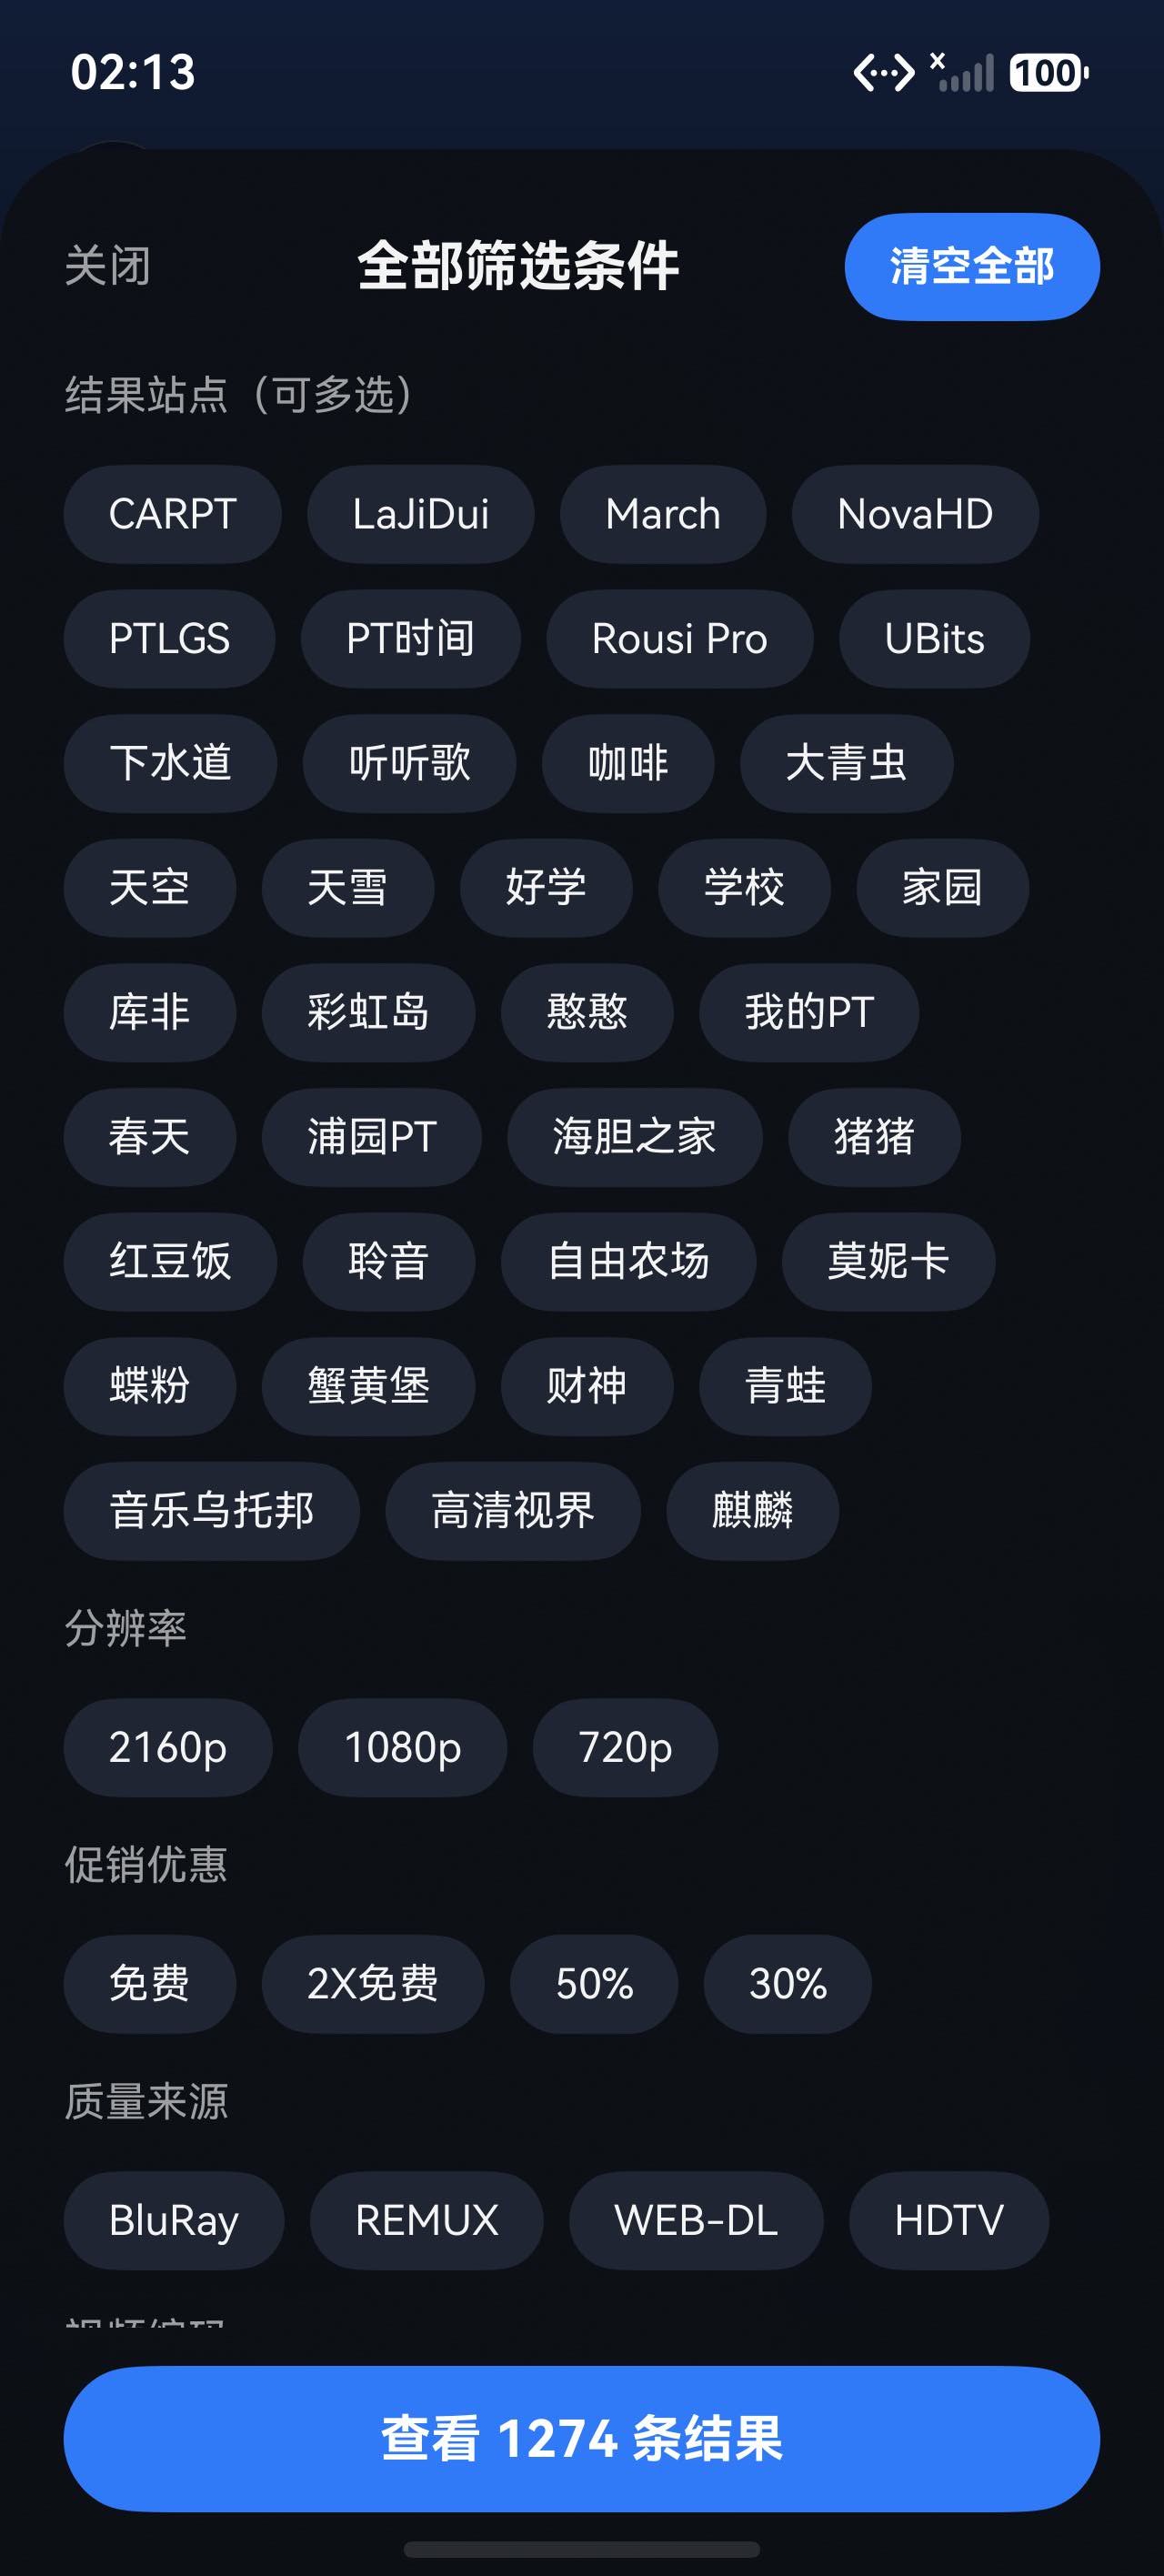 02:13
100
关闭 全部筛选条件 清空全部
结果站点（可多选）
CARPT LaJiDui March NovaHD
PTLGS PT时间 Rousi Pro UBits
下水道 听听歌 咖啡 大青虫
天空 天雪 好学 学校 家园
库非 彩虹岛 憨憨 我的PT
春天 浦园PT 海胆之家 猪猪
红豆饭 聆音 自由农场 莫妮卡
蝶粉 蟹黄堡 财神 青蛙
音乐乌托邦 高清视界 麒麟
分辨率
2160p 1080p 720p
促销优惠
免费 2X免费 50% 30%
质量来源
BluRay REMUX WEB-DL HDTV
查看 1274 条结果